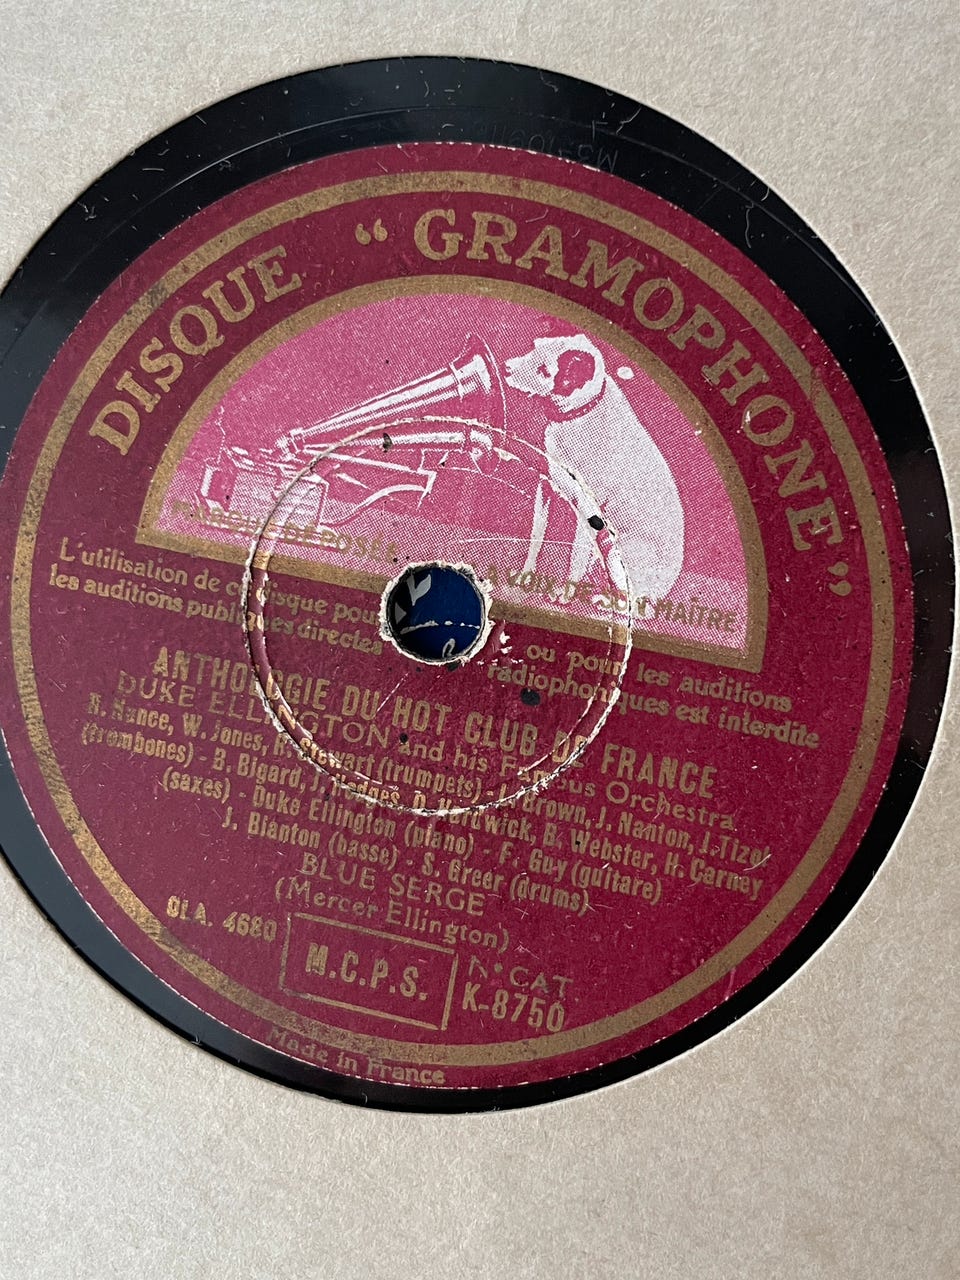 DISQUE “ GRAMOPHONE ”
DÉPOSÉE
VOIX DE SON MAÎTRE
L'utilisation de ce disque pour ou pour les auditions
les auditions publiques directes radiophoniques est interdite
ANTHOLOGIE DU HOT CLUB DE FRANCE
DUKE ELLINGTON and his Famous Orchestra
R. Nance, W. Jones, R. Stewart (trumpets) - L. Brown, J. Nanton, J. Tizol
(trombones) - B. Bigard, J. Hodges, O. Hardwick, B. Webster, H. Carney
(saxes) - Duke Ellington (piano) - F. Guy (guitare)
J. Blanton (basse) - S. Greer (drums)
BLUE SERGE
(Mercer Ellington)
OLA. 4680
M.C.P.S.
N° CAT.
K-8750
Made in France